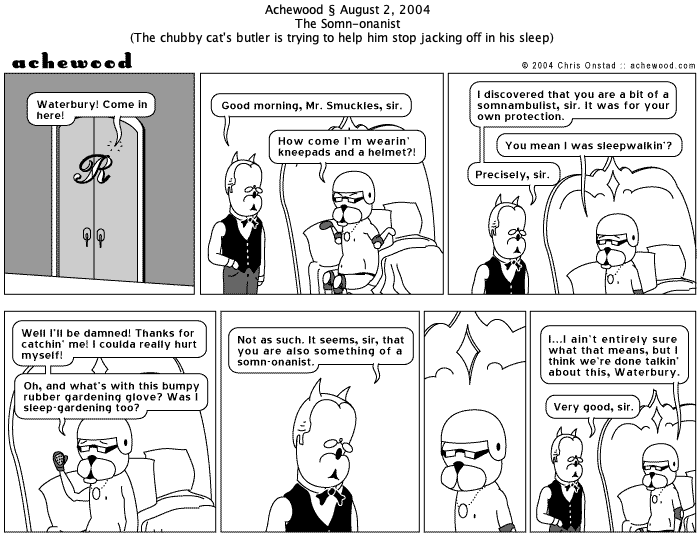 Achewood § August 2, 2004
The Somn-onanist
(The chubby cat's butler is trying to help him stop jacking off in his sleep)
achewood
© 2004 Chris Onstad :: achewood.com
Waterbury! Come in
here!
R
Good morning, Mr. Smuckles, sir.
How come I'm wearin'
kneepads and a helmet?!
I discovered that you are a bit of a
somnambulist, sir. It was for your
own protection.
You mean I was sleepwalkin'?
Precisely, sir.
Well I'll be damned! Thanks for
catchin' me! I coulda really hurt
myself!
Oh, and what's with this bumpy
rubber gardening glove? Was I
sleep-gardening too?
Not as such. It seems, sir, that
you are also something of a
somn-onanist.
I...I ain't entirely sure
what that means, but I
think we're done talkin'
about this, Waterbury.
Very good, sir.